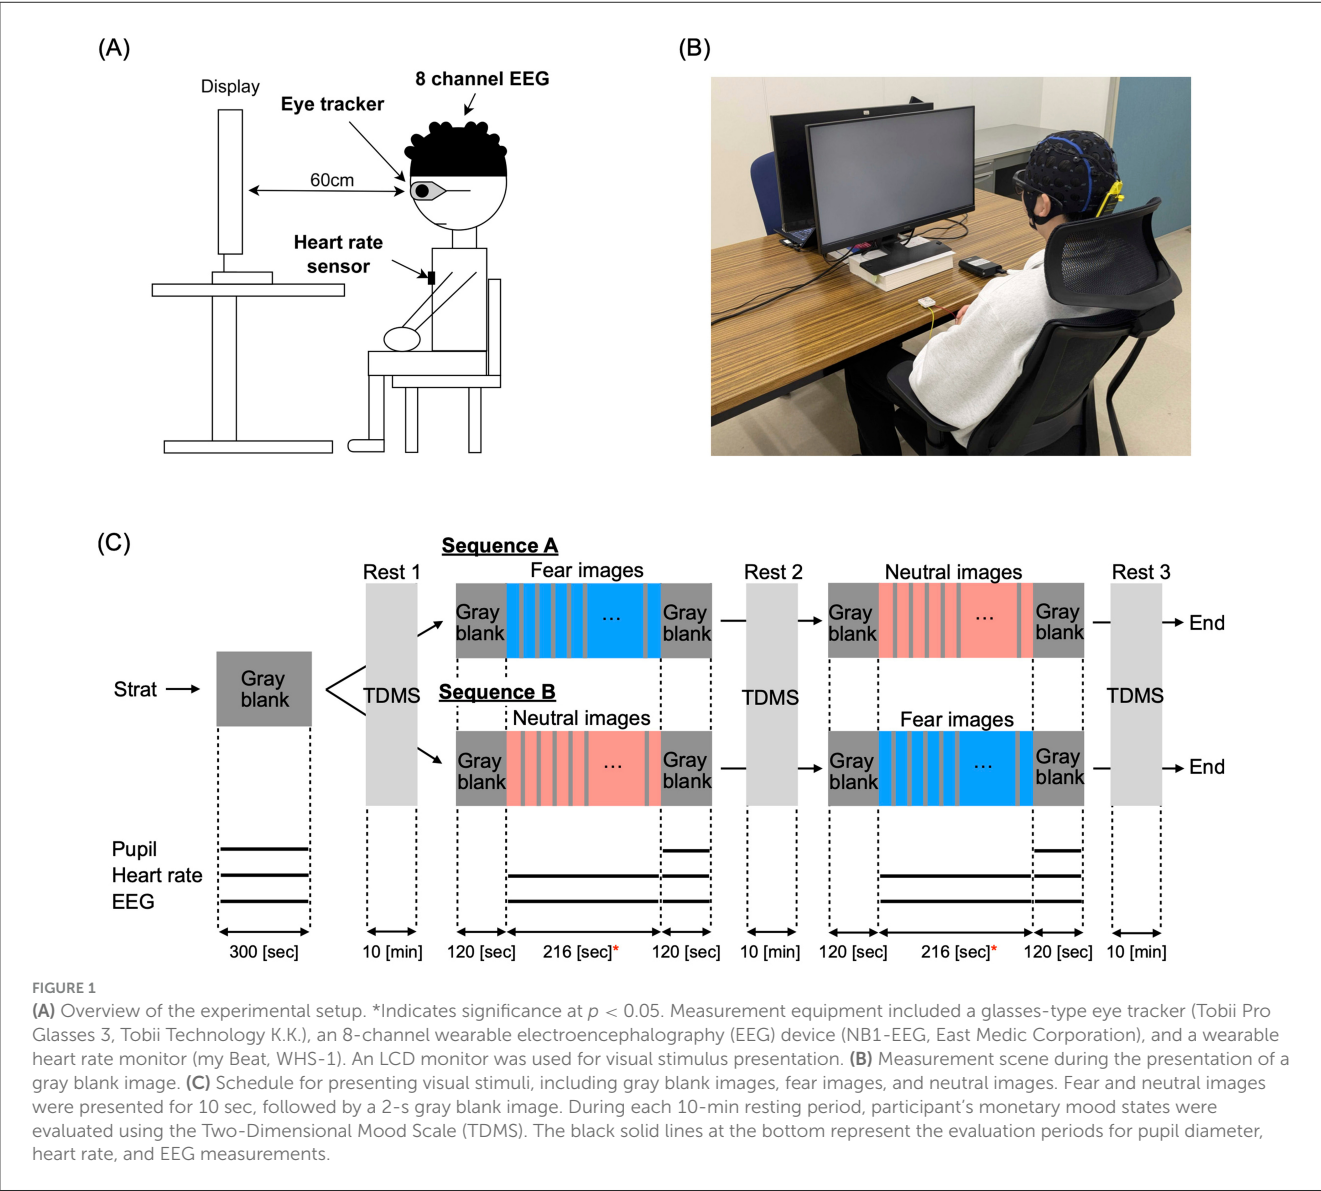 (A)
(B)
Display
8 channel EEG
Eye tracker
60cm
Heart rate
sensor
(C)
Sequence A
Rest 1
Fear images
Rest 2
Neutral images
Rest 3
Gray
blank
...
Gray
blank
Gray
blank
...
Gray
blank
End
Strat
Gray
blank
TDMS
Sequence B
TDMS
TDMS
Neutral images
Fear images
Gray
blank
...
Gray
blank
Gray
blank
...
Gray
blank
End
Pupil
Heart rate
EEG
300 [sec]
10 [min]
120 [sec]
216 [sec]*
120 [sec]
10 [min]
120 [sec]
216 [sec]*
120 [sec]
10 [min]
FIGURE 1
(A) Overview of the experimental setup. *Indicates significance at p < 0.05. Measurement equipment included a glasses-type eye tracker (Tobii Pro
Glasses 3, Tobii Technology K.K.), an 8-channel wearable electroencephalography (EEG) device (NB1-EEG, East Medic Corporation), and a wearable
heart rate monitor (my Beat, WHS-1). An LCD monitor was used for visual stimulus presentation. (B) Measurement scene during the presentation of a
gray blank image. (C) Schedule for presenting visual stimuli, including gray blank images, fear images, and neutral images. Fear and neutral images
were presented for 10 sec, followed by a 2-s gray blank image. During each 10-min resting period, participant's monetary mood states were
evaluated using the Two-Dimensional Mood Scale (TDMS). The black solid lines at the bottom represent the evaluation periods for pupil diameter,
heart rate, and EEG measurements.